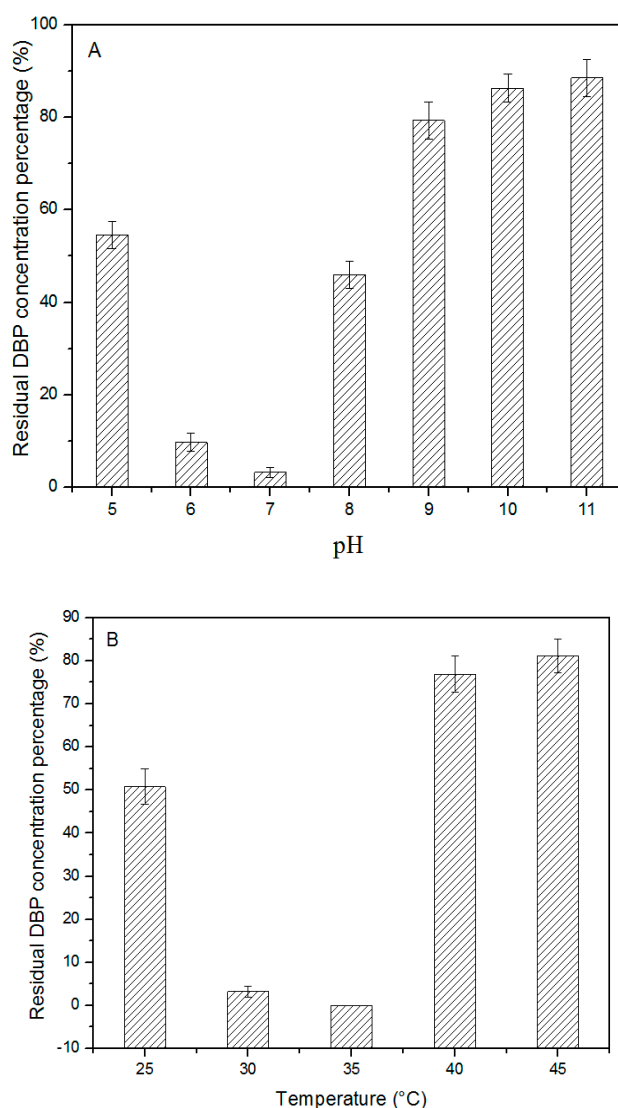 A
Residual DBP concentration percentage (%)
100
80
60
40
20
0
5 6 7 8 9 10 11
pH
B
Residual DBP concentration percentage (%)
90
80
70
60
50
40
30
20
10
0
-10
25 30 35 40 45
Temperature (°C)